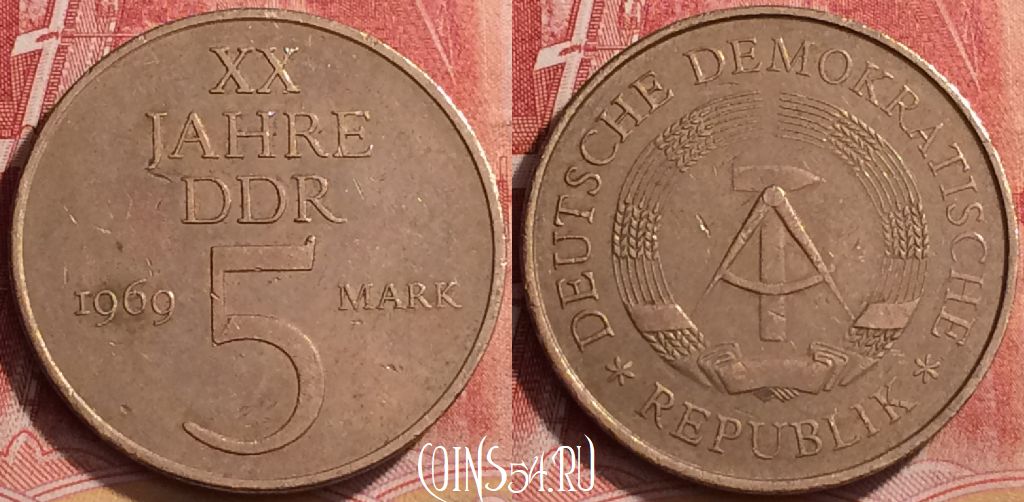 XX
JAHRE
DDR
1969 5 MARK
DEUTSCHE DEMOKRATISCHE
* REPUBLIK *
COINS54.RU